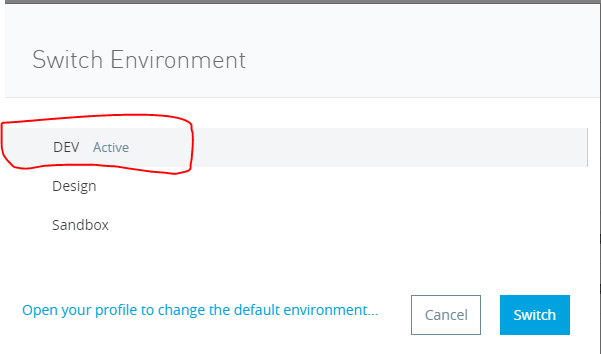 Switch Environment
DEV Active
Design
Sandbox
Open your profile to change the default environment... Cancel Switch